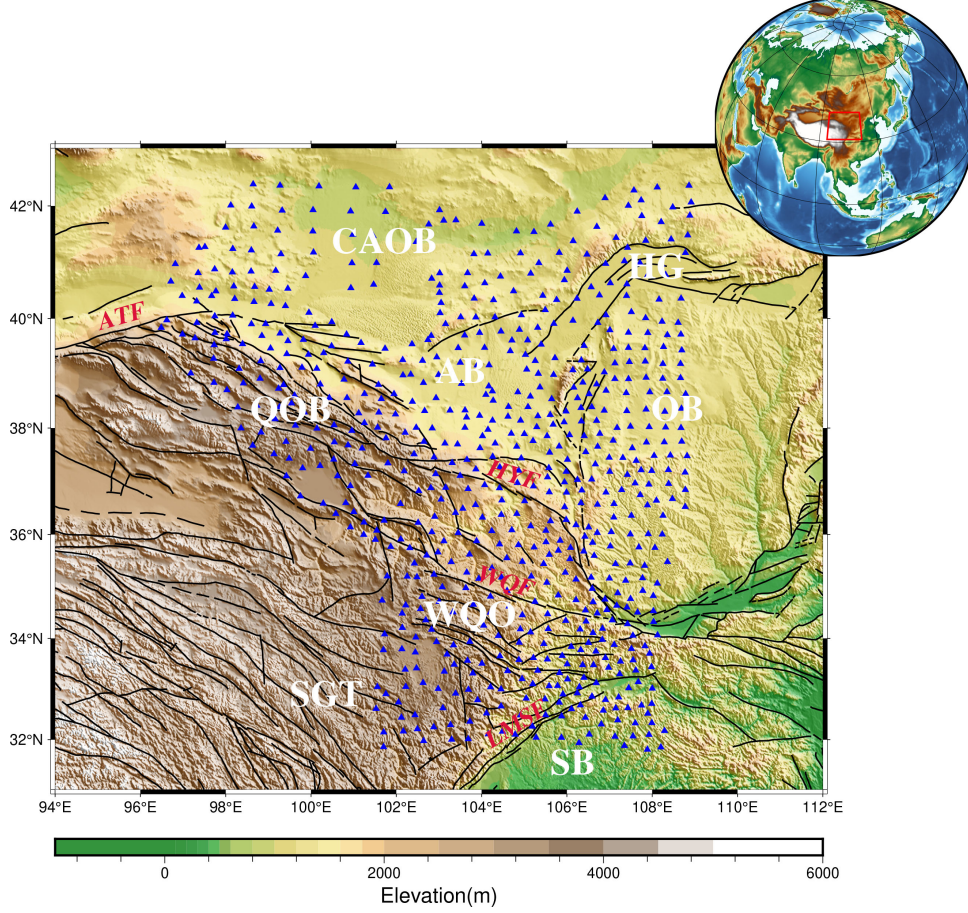 42°N
CAOB
HG
ATF
40°N
AB
QOB
OB
38°N
HYF
36°N
WQF
WQO
34°N
SGT
LMSF
32°N
SB
94°E 96°E 98°E 100°E 102°E 104°E 106°E 108°E 110°E 112°E
0 2000 4000 6000
Elevation(m)